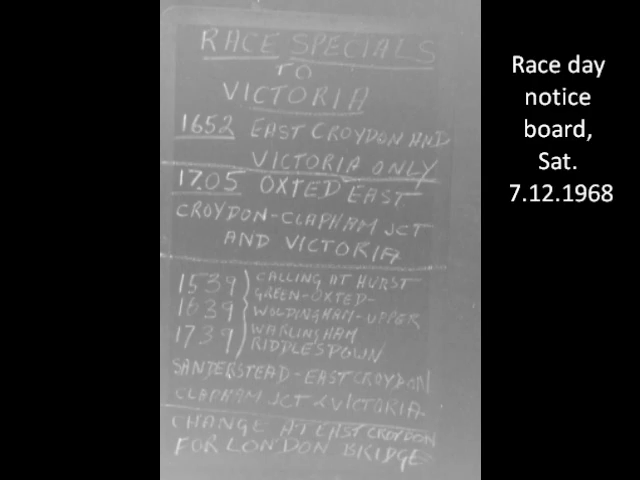 RACE SPECIALS
TO
VICTORIA
1652 EAST CROYDON AND
VICTORIA ONLY
17.05 OXTED EAST
CROYDON-CLAPHAM JCT
AND VICTORIA
1539 CALLING AT HURST
GREEN-OXTED-
1639 WOLDINGHAM-UPPER
WARLINGHAM
1739 RIDDLESDOWN
SANDERSTEAD-EAST CROYDON
CLAPHAM JCT & VICTORIA.
CHANGE AT EAST CROYDON
FOR LONDON BRIDGE
Race day
notice
board,
Sat.
7.12.1968